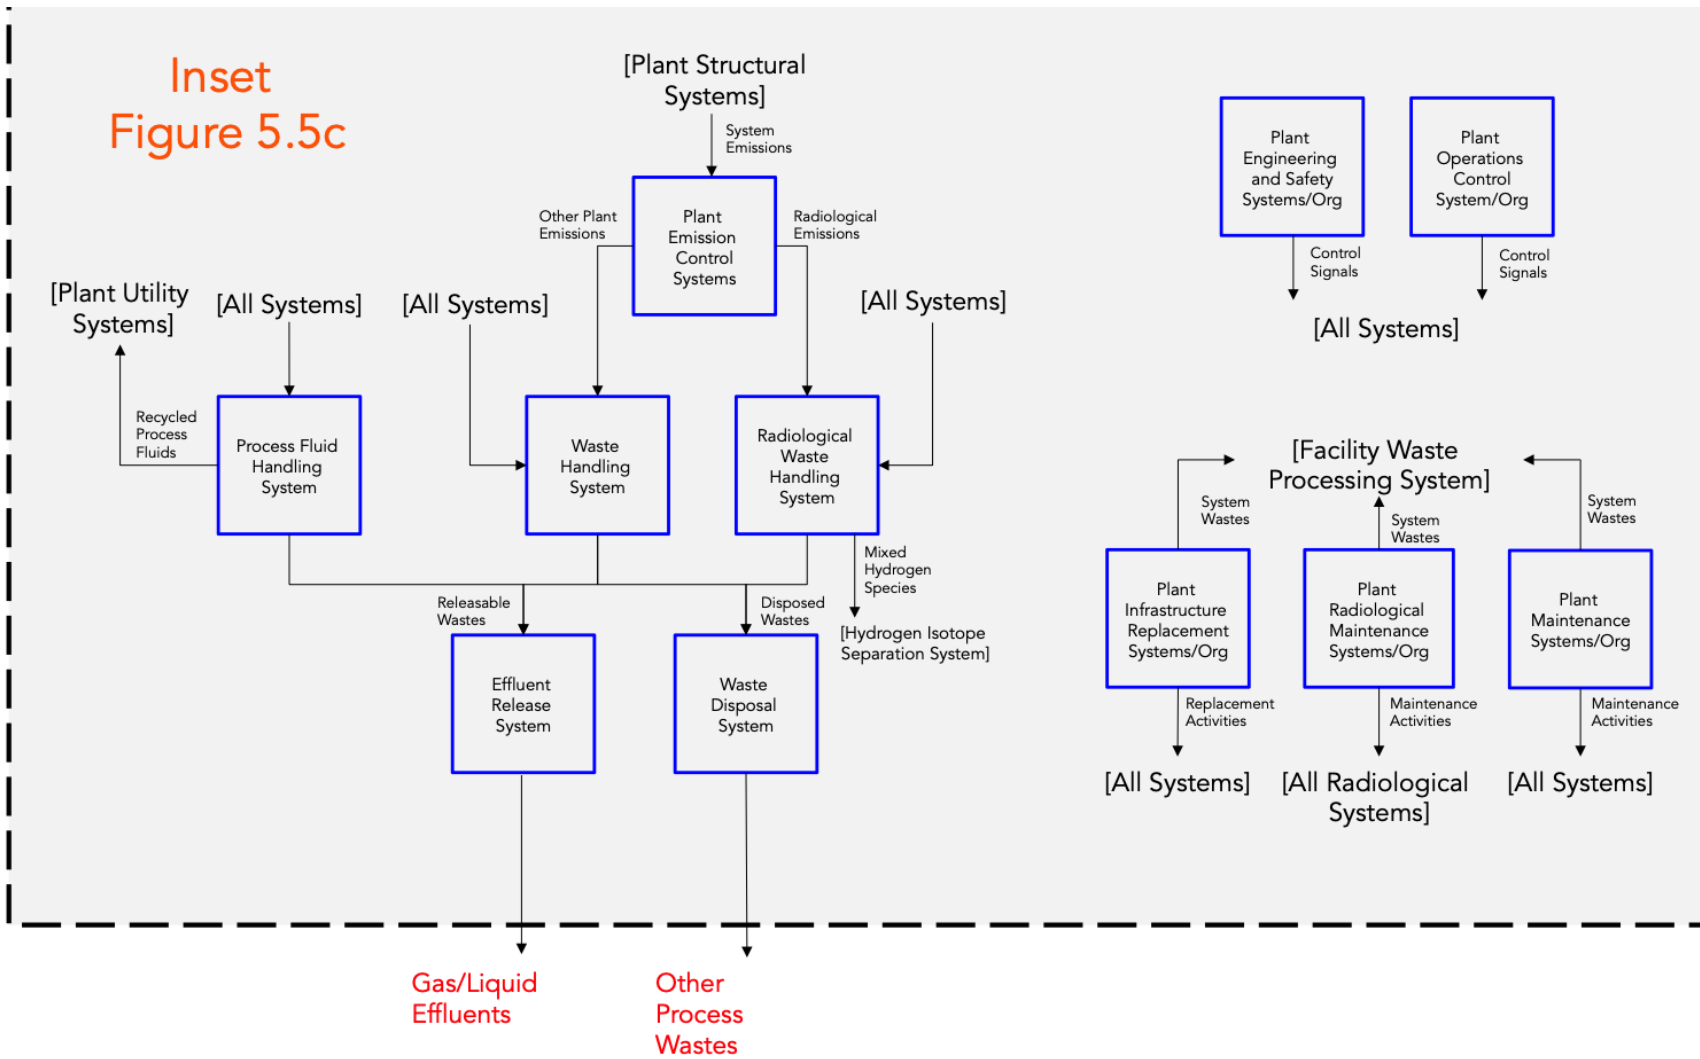 Inset
Figure 5.5c
[Plant Structural
Systems]
System
Emissions
Other Plant
Emissions
Plant
Emission
Control
Systems
Radiological
Emissions
[Plant Utility
Systems]
[All Systems]
[All Systems]
[All Systems]
Recycled
Process
Fluids
Process Fluid
Handling
System
Waste
Handling
System
Radiological
Waste
Handling
System
Mixed
Hydrogen
Species
Releasable
Wastes
Disposed
Wastes
[Hydrogen Isotope
Separation System]
Effluent
Release
System
Waste
Disposal
System
Gas/Liquid
Effluents
Other
Process
Wastes
Plant
Engineering
and Safety
Systems/Org
Plant
Operations
Control
System/Org
Control
Signals
Control
Signals
[All Systems]
[Facility Waste
Processing System]
System
Wastes
System
Wastes
System
Wastes
Plant
Infrastructure
Replacement
Systems/Org
Plant
Radiological
Maintenance
Systems/Org
Plant
Maintenance
Systems/Org
Replacement
Activities
Maintenance
Activities
Maintenance
Activities
[All Systems]
[All Radiological
Systems]
[All Systems]